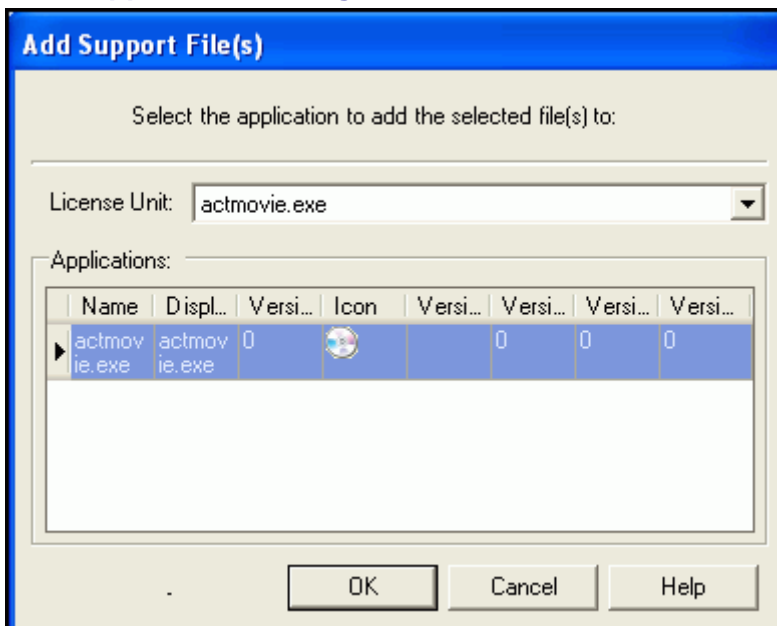 Add Support File(s)
Select the application to add the selected file(s) to:
License Unit: actmovie.exe
Applications:
Name Displ... Versi... Icon Versi... Versi... Versi... Versi...
actmov actmov 0 0 0 0
ie.exe ie.exe
OK Cancel Help